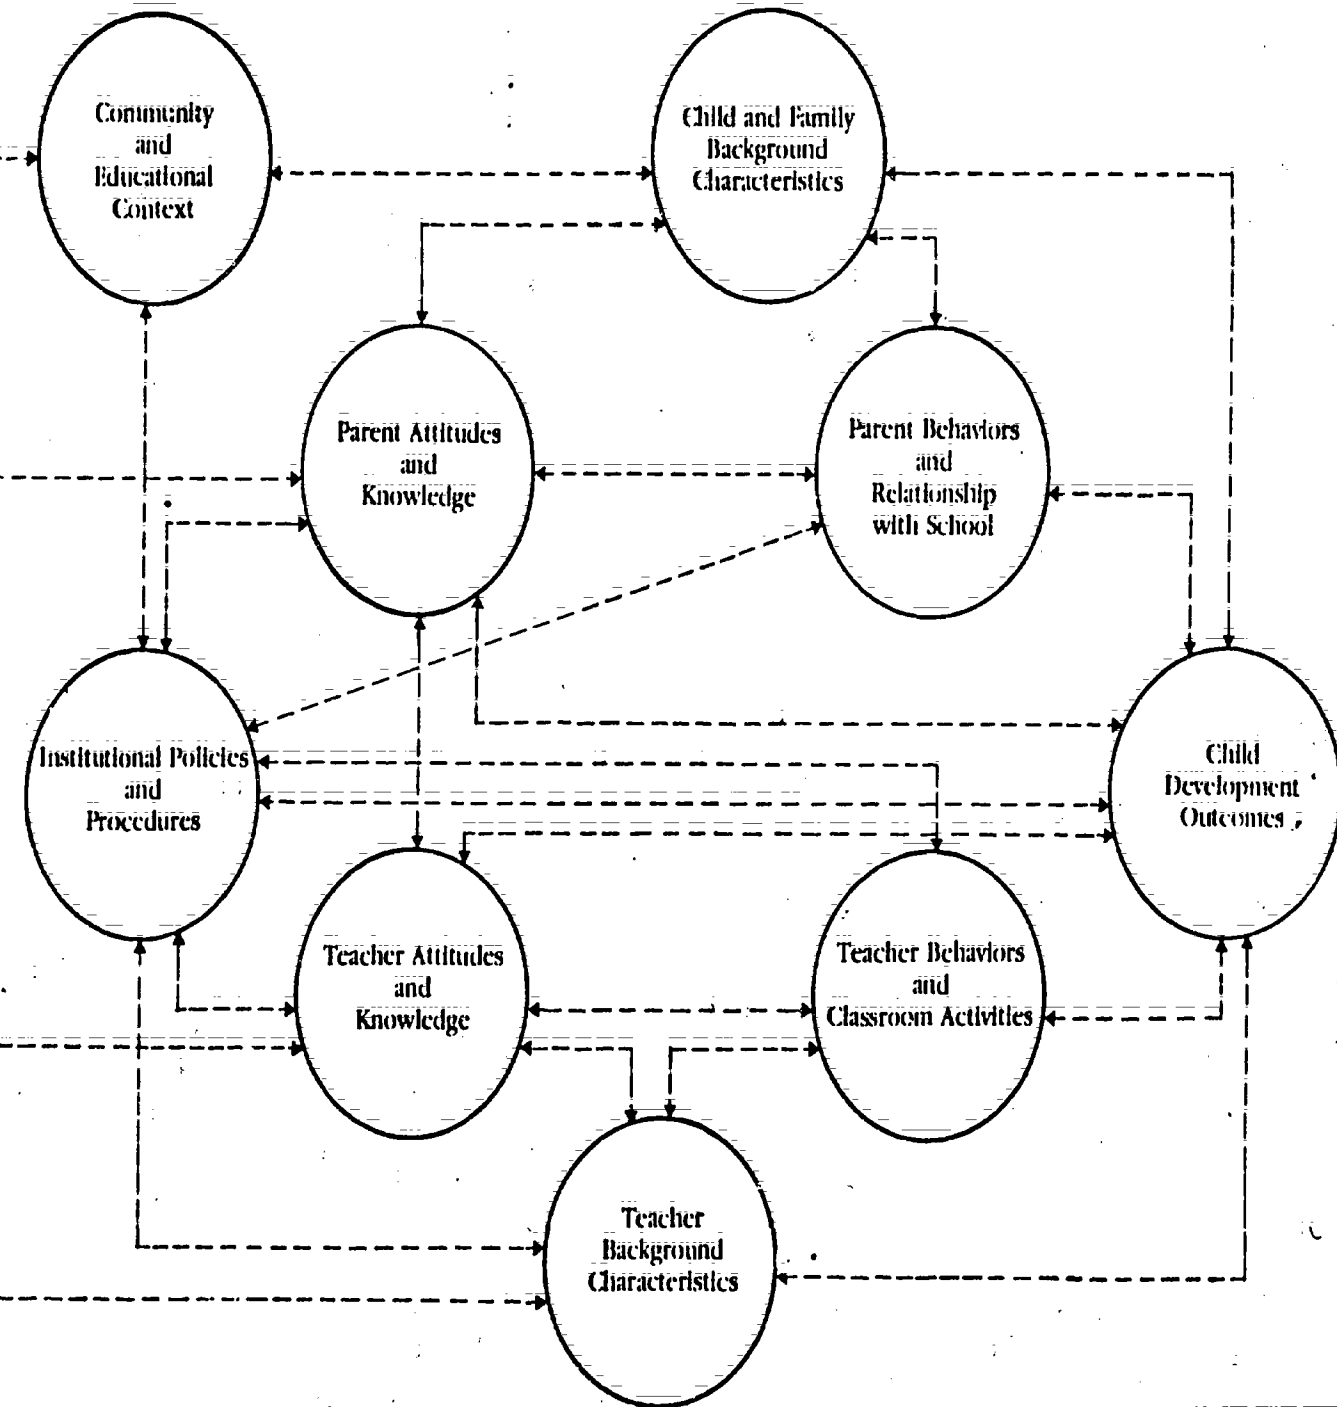 Community
and
Educational
Context
Child and Family
Background
Characteristics
Parent Attitudes
and
Knowledge
Parent Behaviors
and
Relationship
with School
Institutional Policies
and
Procedures
Child
Development
Outcomes
Teacher Attitudes
and
Knowledge
Teacher Behaviors
and
Classroom Activities
Teacher
Background
Characteristics